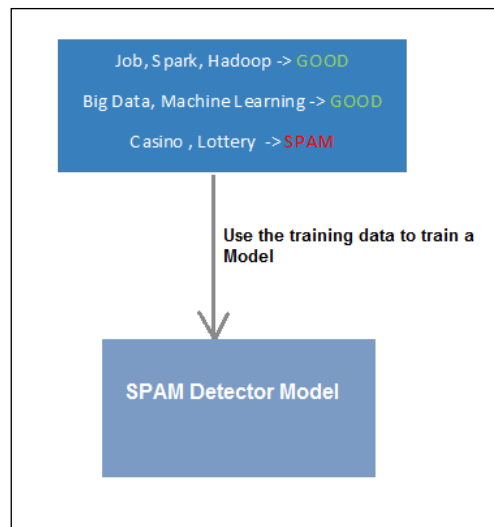 Job, Spark, Hadoop -> GOOD
Big Data, Machine Learning -> GOOD
Casino , Lottery -> SPAM
Use the training data to train a
Model
SPAM Detector Model